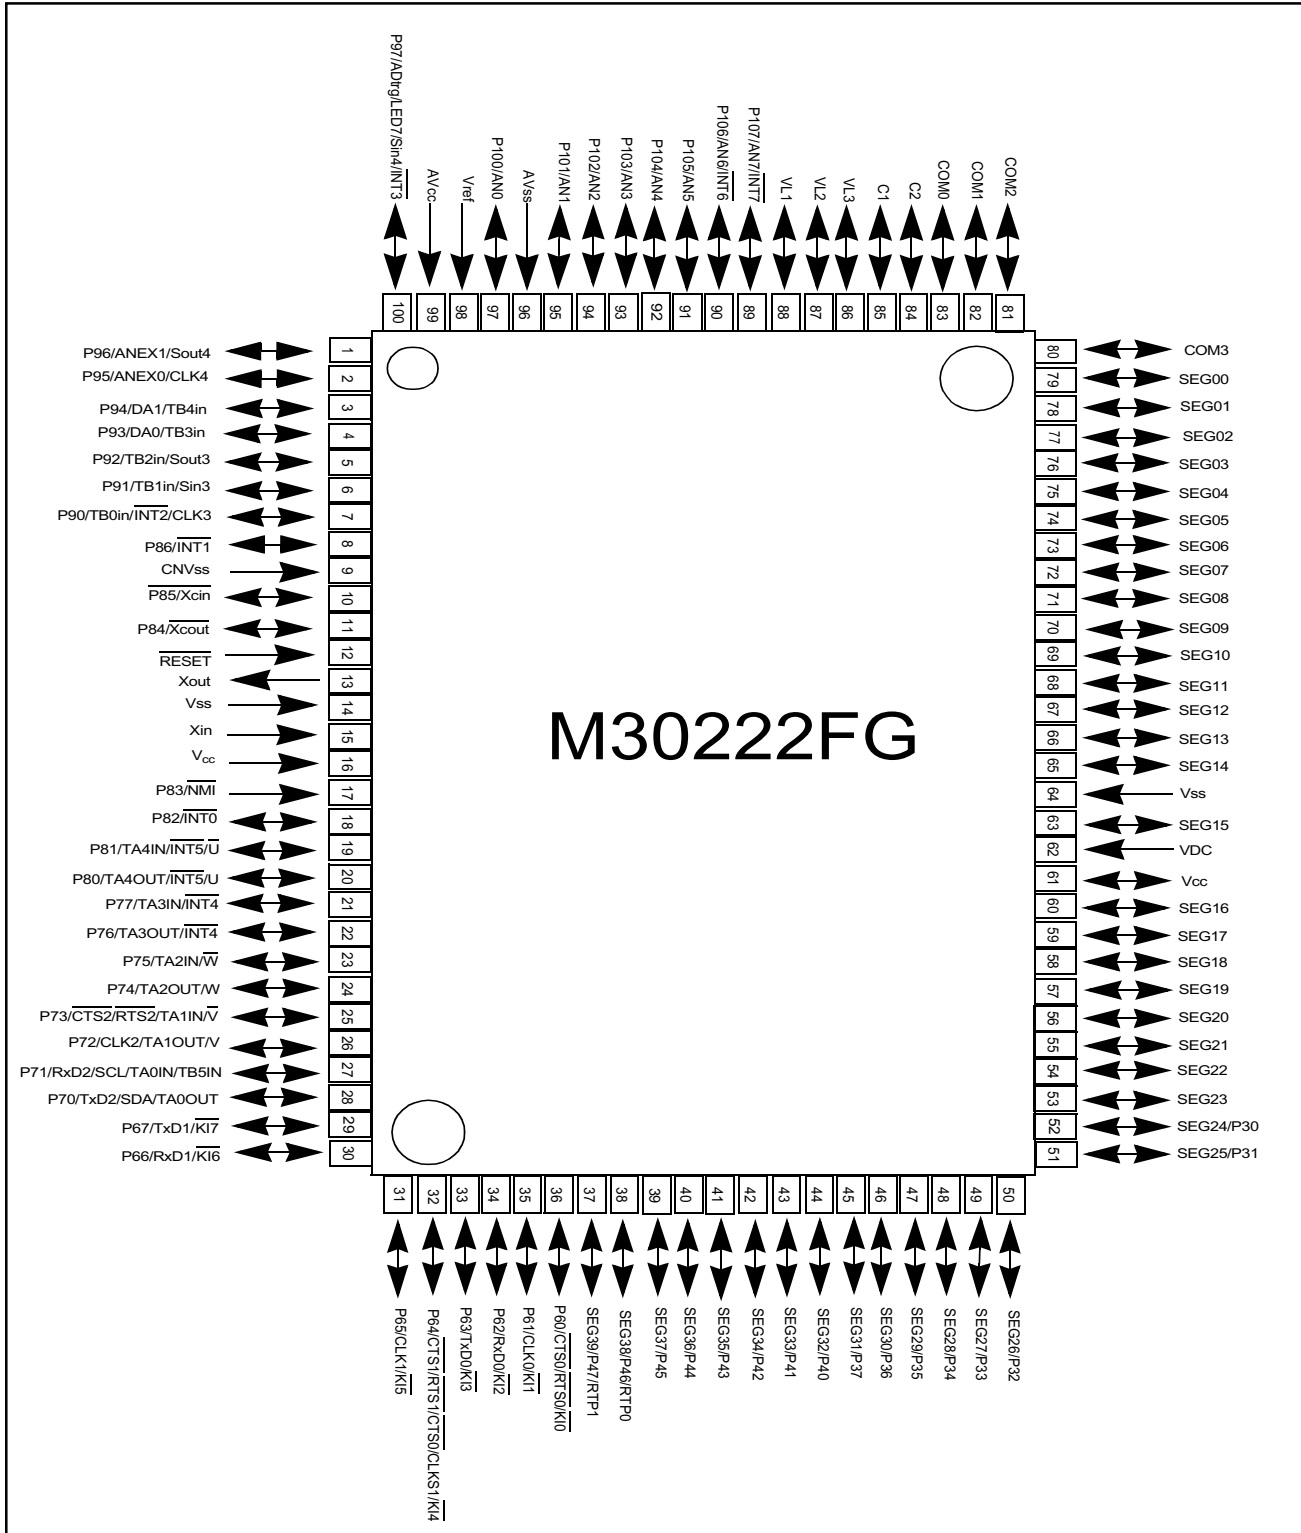 P97/ADtrg/LED7/Sin4/INT3
AVcc
Vref
P100/AN0
AVss
P101/AN1
P102/AN2
P103/AN3
P104/AN4
P105/AN5
P106/AN6/INT6
P107/AN7/INT7
VL1
VL2
VL3
C1
C2
COM0
COM1
COM2
100 99 98 97 96 95 94 93 92 91 90 89 88 87 86 85 84 83 82 81
P96/ANEX1/Sout4 1
P95/ANEX0/CLK4 2
P94/DA1/TB4in 3
P93/DA0/TB3in 4
P92/TB2in/Sout3 5
P91/TB1in/Sin3 6
P90/TB0in/INT2/CLK3 7
P86/INT1 8
CNVss 9
P85/Xcin 10
P84/Xcout 11
RESET 12
Xout 13
Vss 14
Xin 15
Vcc 16
P83/NMI 17
P82/INT0 18
P81/TA4IN/INT5/U 19
P80/TA4OUT/INT5/U 20
P77/TA3IN/INT4 21
P76/TA3OUT/INT4 22
P75/TA2IN/W 23
P74/TA2OUT/W 24
P73/CTS2/RTS2/TA1IN/V 25
P72/CLK2/TA1OUT/V 26
P71/RxD2/SCL/TA0IN/TB5IN 27
P70/TxD2/SDA/TA0OUT 28
P67/TxD1/KI7 29
P66/RxD1/KI6 30
M30222FG
80 COM3
79 SEG00
78 SEG01
77 SEG02
76 SEG03
75 SEG04
74 SEG05
73 SEG06
72 SEG07
71 SEG08
70 SEG09
69 SEG10
68 SEG11
67 SEG12
66 SEG13
65 SEG14
64 Vss
63 SEG15
62 VDC
61 Vcc
60 SEG16
59 SEG17
58 SEG18
57 SEG19
56 SEG20
55 SEG21
54 SEG22
53 SEG23
52 SEG24/P30
51 SEG25/P31
31 32 33 34 35 36 37 38 39 40 41 42 43 44 45 46 47 48 49 50
P65/CLK1/KI5
P64/CTS1/RTS1/CTS0/CLKS1/KI4
P63/TxD0/KI3
P62/RxD0/KI2
P61/CLK0/KI1
P60/CTS0/RTS0/KI0
SEG39/P47/RTP1
SEG38/P46/RTP0
SEG37/P45
SEG36/P44
SEG35/P43
SEG34/P42
SEG33/P41
SEG32/P40
SEG31/P37
SEG30/P36
SEG29/P35
SEG28/P34
SEG27/P33
SEG26/P32